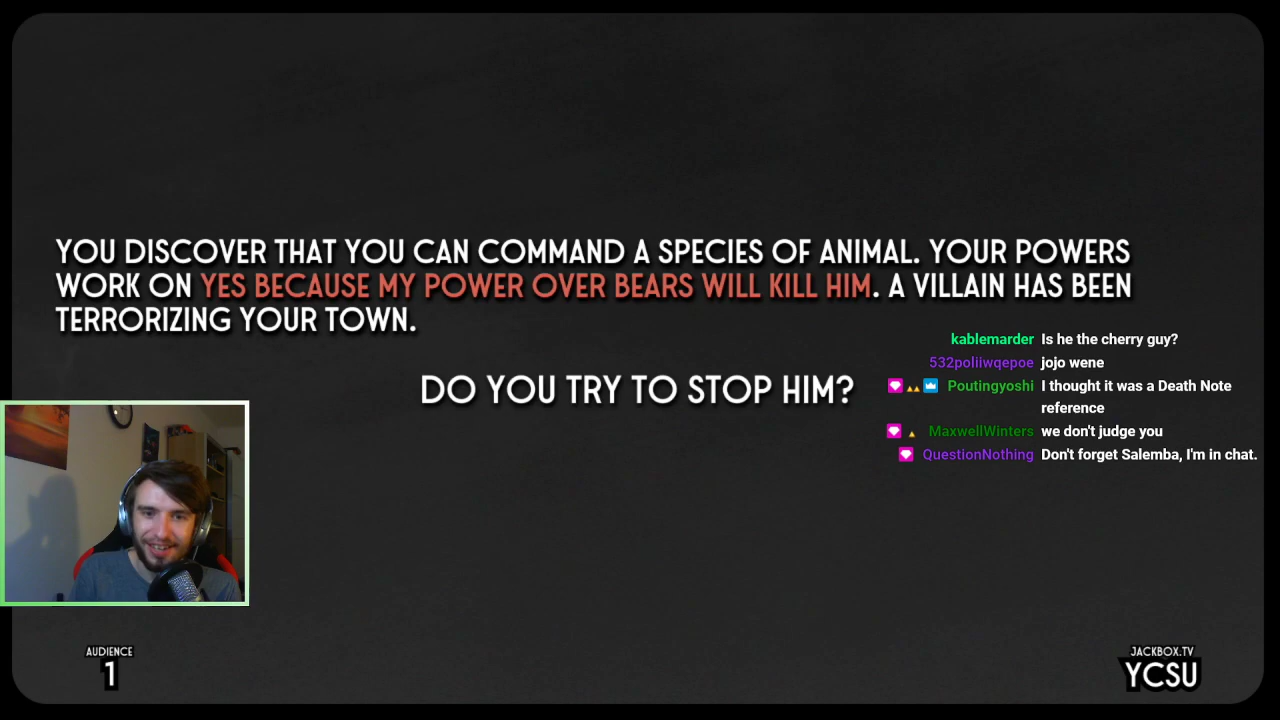 YOU DISCOVER THAT YOU CAN COMMAND A SPECIES OF ANIMAL. YOUR POWERS
WORK ON YES BECAUSE MY POWER OVER BEARS WILL KILL HIM. A VILLAIN HAS BEEN
TERRORIZING YOUR TOWN.
DO YOU TRY TO STOP HIM?
kablemarder Is he the cherry guy?
532poliiwqepoe jojo wene
Poutingyoshi I thought it was a Death Note
reference
MaxwellWinters we don't judge you
QuestionNothing Don't forget Salemba, I'm in chat.
AUDIENCE
1
JACKBOX.TV
YCSU